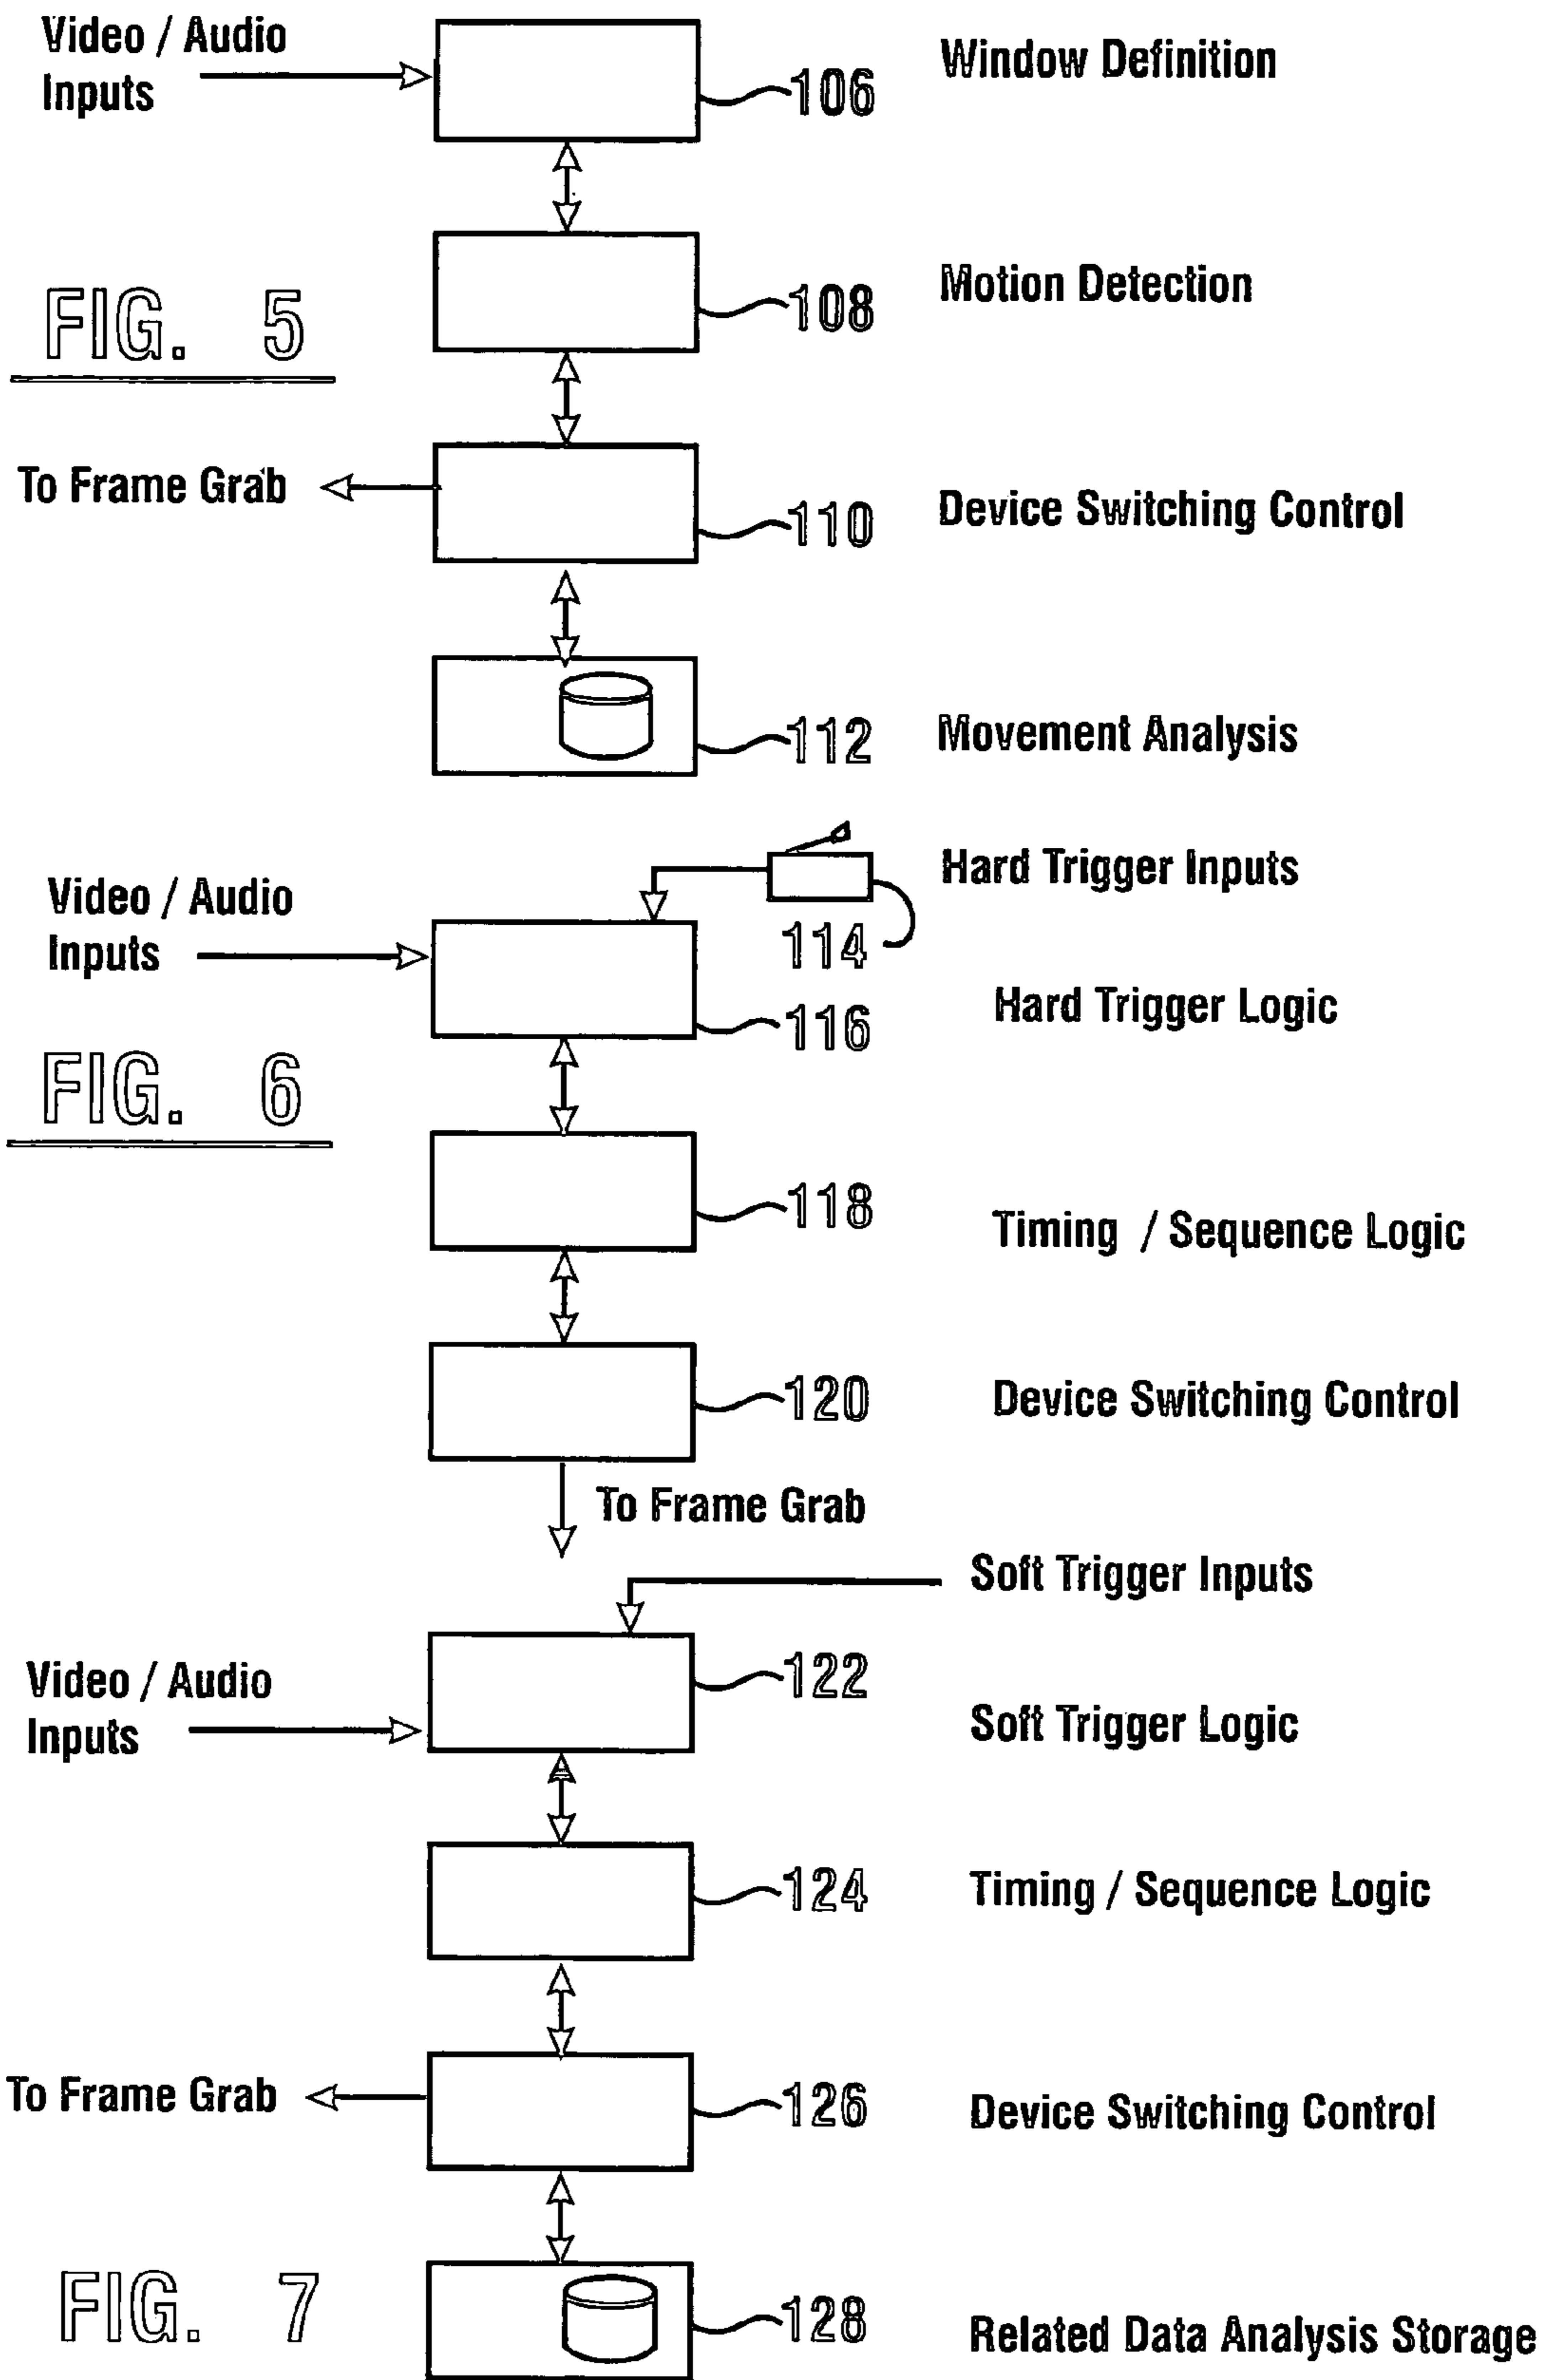 Video / Audio
Inputs
106
Window Definition
108
Motion Detection
FIG. 5
To Frame Grab
110
Device Switching Control
112
Movement Analysis
Hard Trigger Inputs
Video / Audio
Inputs
114
116
Hard Trigger Logic
FIG. 6
118
Timing / Sequence Logic
120
Device Switching Control
To Frame Grab
Soft Trigger Inputs
122
Video / Audio
Inputs
Soft Trigger Logic
124
Timing / Sequence Logic
To Frame Grab
126
Device Switching Control
FIG. 7
128
Related Data Analysis Storage